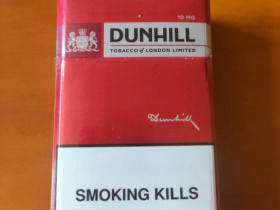 10 MG
DUNHILL
TOBACCO of LONDON LIMITED
Dunhill
SMOKING KILLS